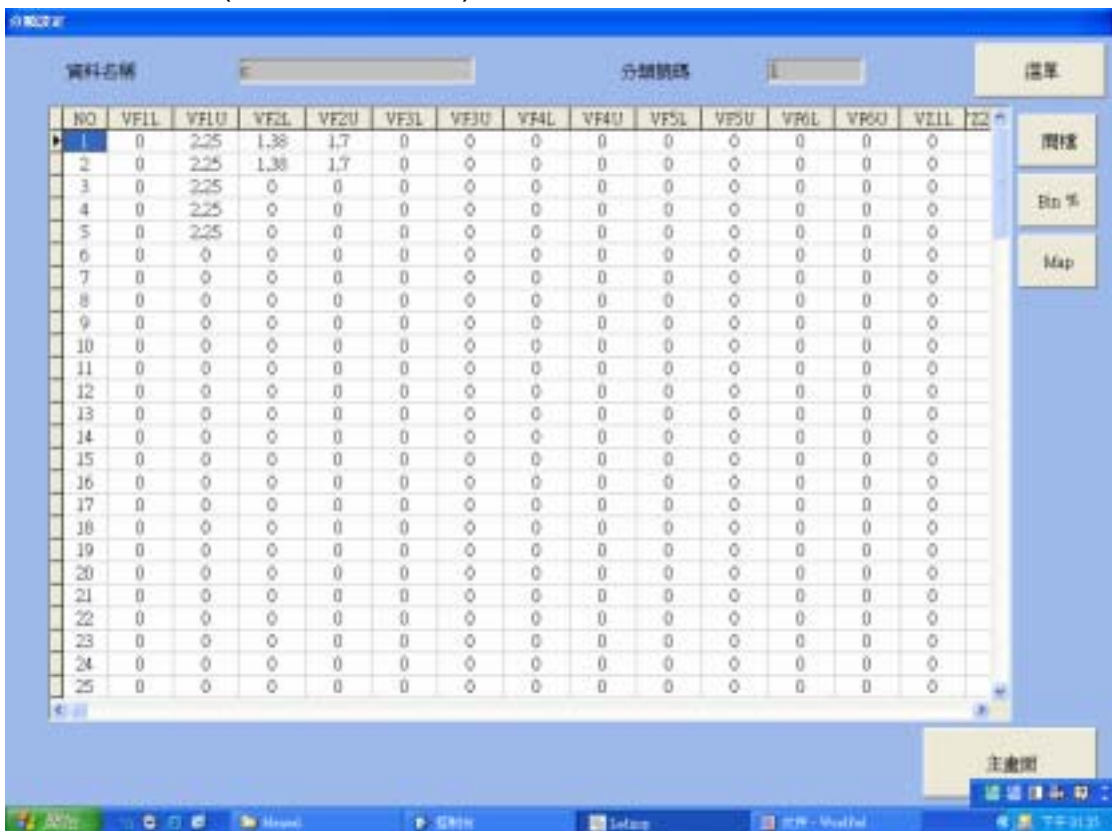 分類設定
資料名稱 c 分類號碼 1 選單
NO VF1L VF1U VF2L VF2U VF3L VF3U VF4L VF4U VF5L VF5U VF6L VF6U VZ1L
1 0 2.25 1.38 1.7 0 0 0 0 0 0 0 0 0
2 0 2.25 1.38 1.7 0 0 0 0 0 0 0 0 0
3 0 2.25 0 0 0 0 0 0 0 0 0 0 0
4 0 2.25 0 0 0 0 0 0 0 0 0 0 0
5 0 2.25 0 0 0 0 0 0 0 0 0 0 0
6 0 0 0 0 0 0 0 0 0 0 0 0 0
7 0 0 0 0 0 0 0 0 0 0 0 0 0
8 0 0 0 0 0 0 0 0 0 0 0 0 0
9 0 0 0 0 0 0 0 0 0 0 0 0 0
10 0 0 0 0 0 0 0 0 0 0 0 0 0
11 0 0 0 0 0 0 0 0 0 0 0 0 0
12 0 0 0 0 0 0 0 0 0 0 0 0 0
13 0 0 0 0 0 0 0 0 0 0 0 0 0
14 0 0 0 0 0 0 0 0 0 0 0 0 0
15 0 0 0 0 0 0 0 0 0 0 0 0 0
16 0 0 0 0 0 0 0 0 0 0 0 0 0
17 0 0 0 0 0 0 0 0 0 0 0 0 0
18 0 0 0 0 0 0 0 0 0 0 0 0 0
19 0 0 0 0 0 0 0 0 0 0 0 0 0
20 0 0 0 0 0 0 0 0 0 0 0 0 0
21 0 0 0 0 0 0 0 0 0 0 0 0 0
22 0 0 0 0 0 0 0 0 0 0 0 0 0
23 0 0 0 0 0 0 0 0 0 0 0 0 0
24 0 0 0 0 0 0 0 0 0 0 0 0 0
25 0 0 0 0 0 0 0 0 0 0 0 0 0
開檔
Bin %
Map
主畫面
文件 - WordPad